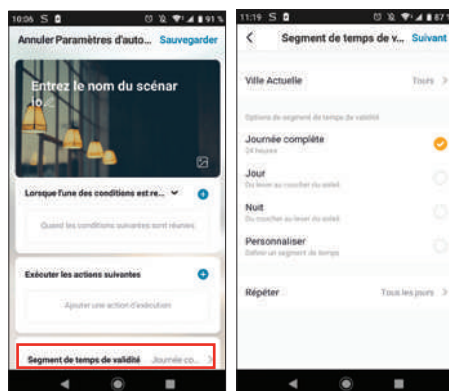 10:06 S 91 %
Annuler Paramètres d'auto... Sauvegarder
Entrez le nom du scénar
io.
Lorsque l'une des conditions est re...
Quand les conditions suivantes sont réunies
Exécuter les actions suivantes
Ajouter une action d'exécution
Segment de temps de validité Journée co...
11:19 S 87 %
Segment de temps de v... Suivant
Ville Actuelle Tours
Options de segment de temps de validité
Journée complète
24 heures
Jour
Du lever au coucher du soleil
Nuit
Du coucher au lever du soleil
Personnaliser
Définir un segment de temps
Répéter Tous les jours